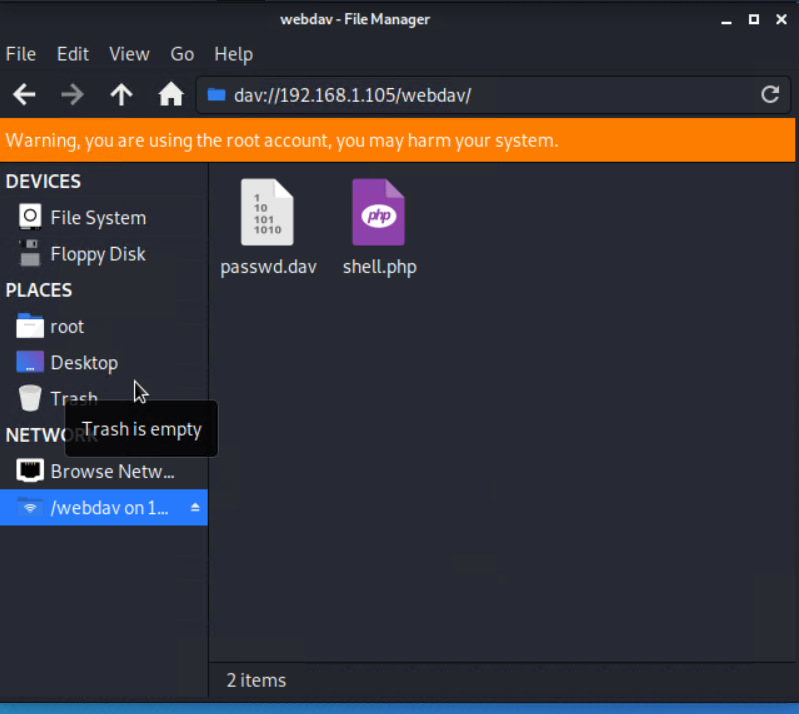 webdav - File Manager
File Edit View Go Help
dav://192.168.1.105/webdav/
Warning, you are using the root account, you may harm your system.
DEVICES
File System
Floppy Disk
PLACES
root
Desktop
Trash
Trash is empty
NETWORK
Browse Netw...
/webdav on 1...
1
10
101
1010
php
passwd.dav shell.php
2 items